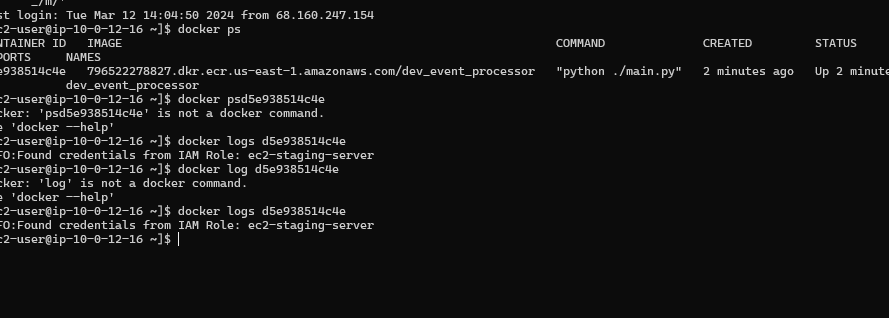 _/m/'
st login: Tue Mar 12 14:04:50 2024 from 68.160.247.154
c2-user@ip-10-0-12-16 ~]$ docker ps
NTAINER ID   IMAGE                                                              COMMAND              CREATED         STATUS
PORTS     NAMES
e938514c4e   796522278827.dkr.ecr.us-east-1.amazonaws.com/dev_event_processor   "python ./main.py"   2 minutes ago   Up 2 minute
dev_event_processor
c2-user@ip-10-0-12-16 ~]$ docker psd5e938514c4e
cker: 'psd5e938514c4e' is not a docker command.
e 'docker --help'
c2-user@ip-10-0-12-16 ~]$ docker logs d5e938514c4e
FO:Found credentials from IAM Role: ec2-staging-server
c2-user@ip-10-0-12-16 ~]$ docker log d5e938514c4e
cker: 'log' is not a docker command.
e 'docker --help'
c2-user@ip-10-0-12-16 ~]$ docker logs d5e938514c4e
FO:Found credentials from IAM Role: ec2-staging-server
c2-user@ip-10-0-12-16 ~]$